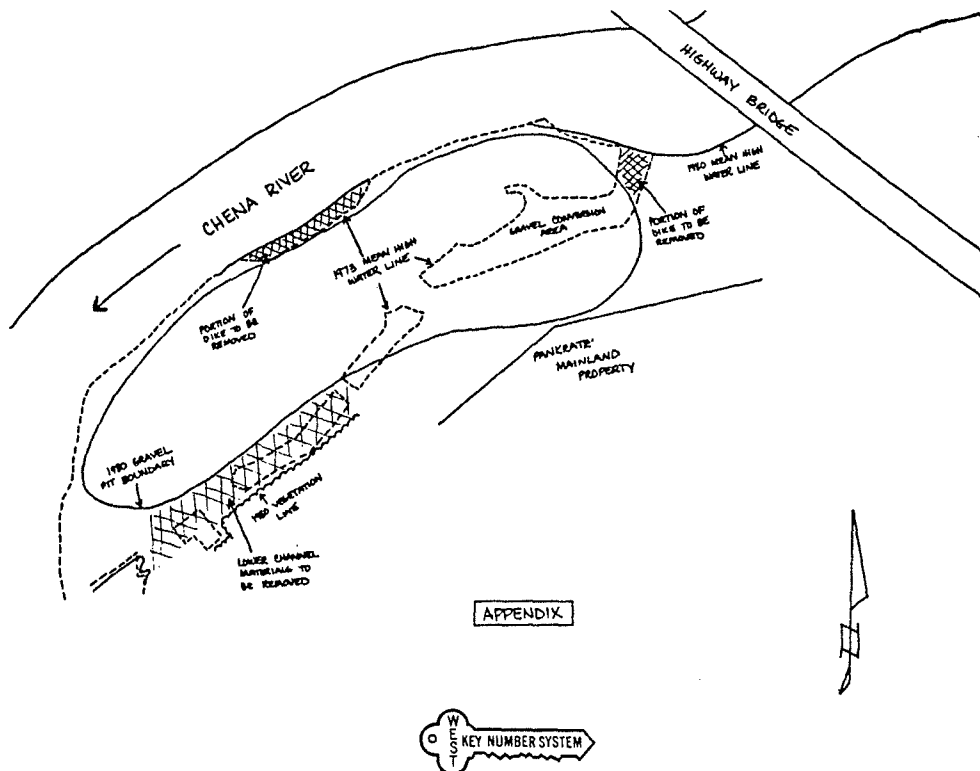 HIGHWAY BRIDGE
CHENA RIVER
1980 MEAN HIGH
WATER LINE
GRAVEL CONVERSION
AREA
PORTION OF
DIKE TO BE
REMOVED
1973 MEAN HIGH
WATER LINE
PORTION OF
DIKE TO BE
REMOVED
PANKRATZ'
MAINLAND
PROPERTY
1980 GRAVEL
PIT BOUNDARY
1980 VEGETATION
LINE
LOWER CHANNEL
MATERIALS TO
BE REMOVED
APPENDIX
WEST
KEY NUMBER SYSTEM